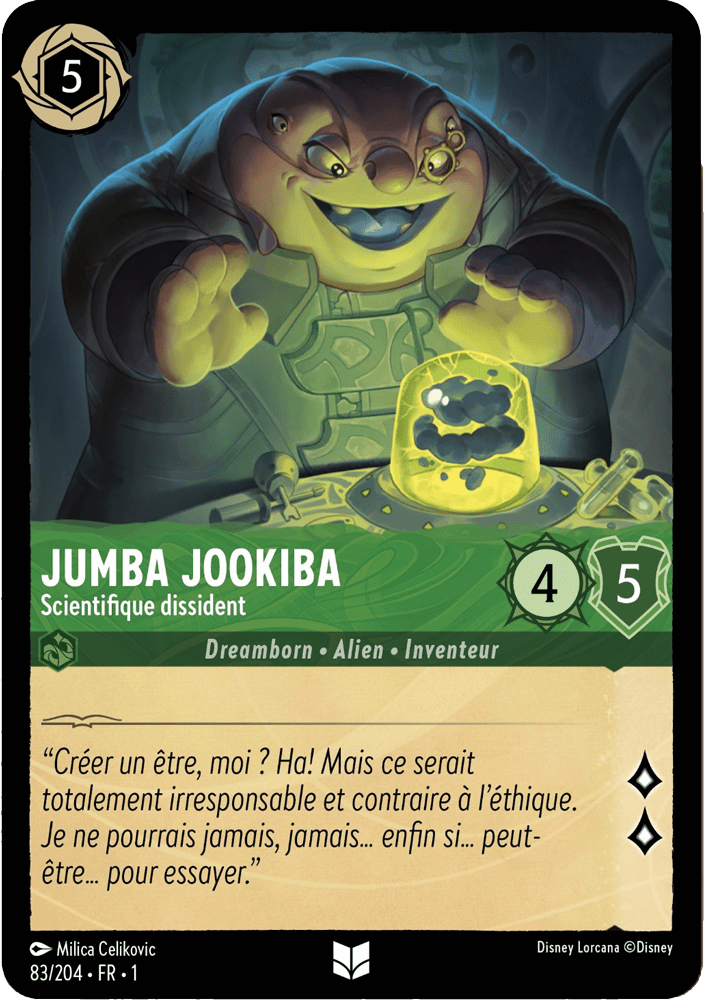 5
JUMBA JOOKIBA
Scientifique dissident
4
5
Dreamborn • Alien • Inventeur
“Créer un être, moi ? Ha! Mais ce serait
totalement irresponsable et contraire à l’éthique.
Je ne pourrais jamais, jamais... enfin si... peut-
être... pour essayer.”
Milica Celikovic
Disney Lorcana ©Disney
83/204 • FR • 1